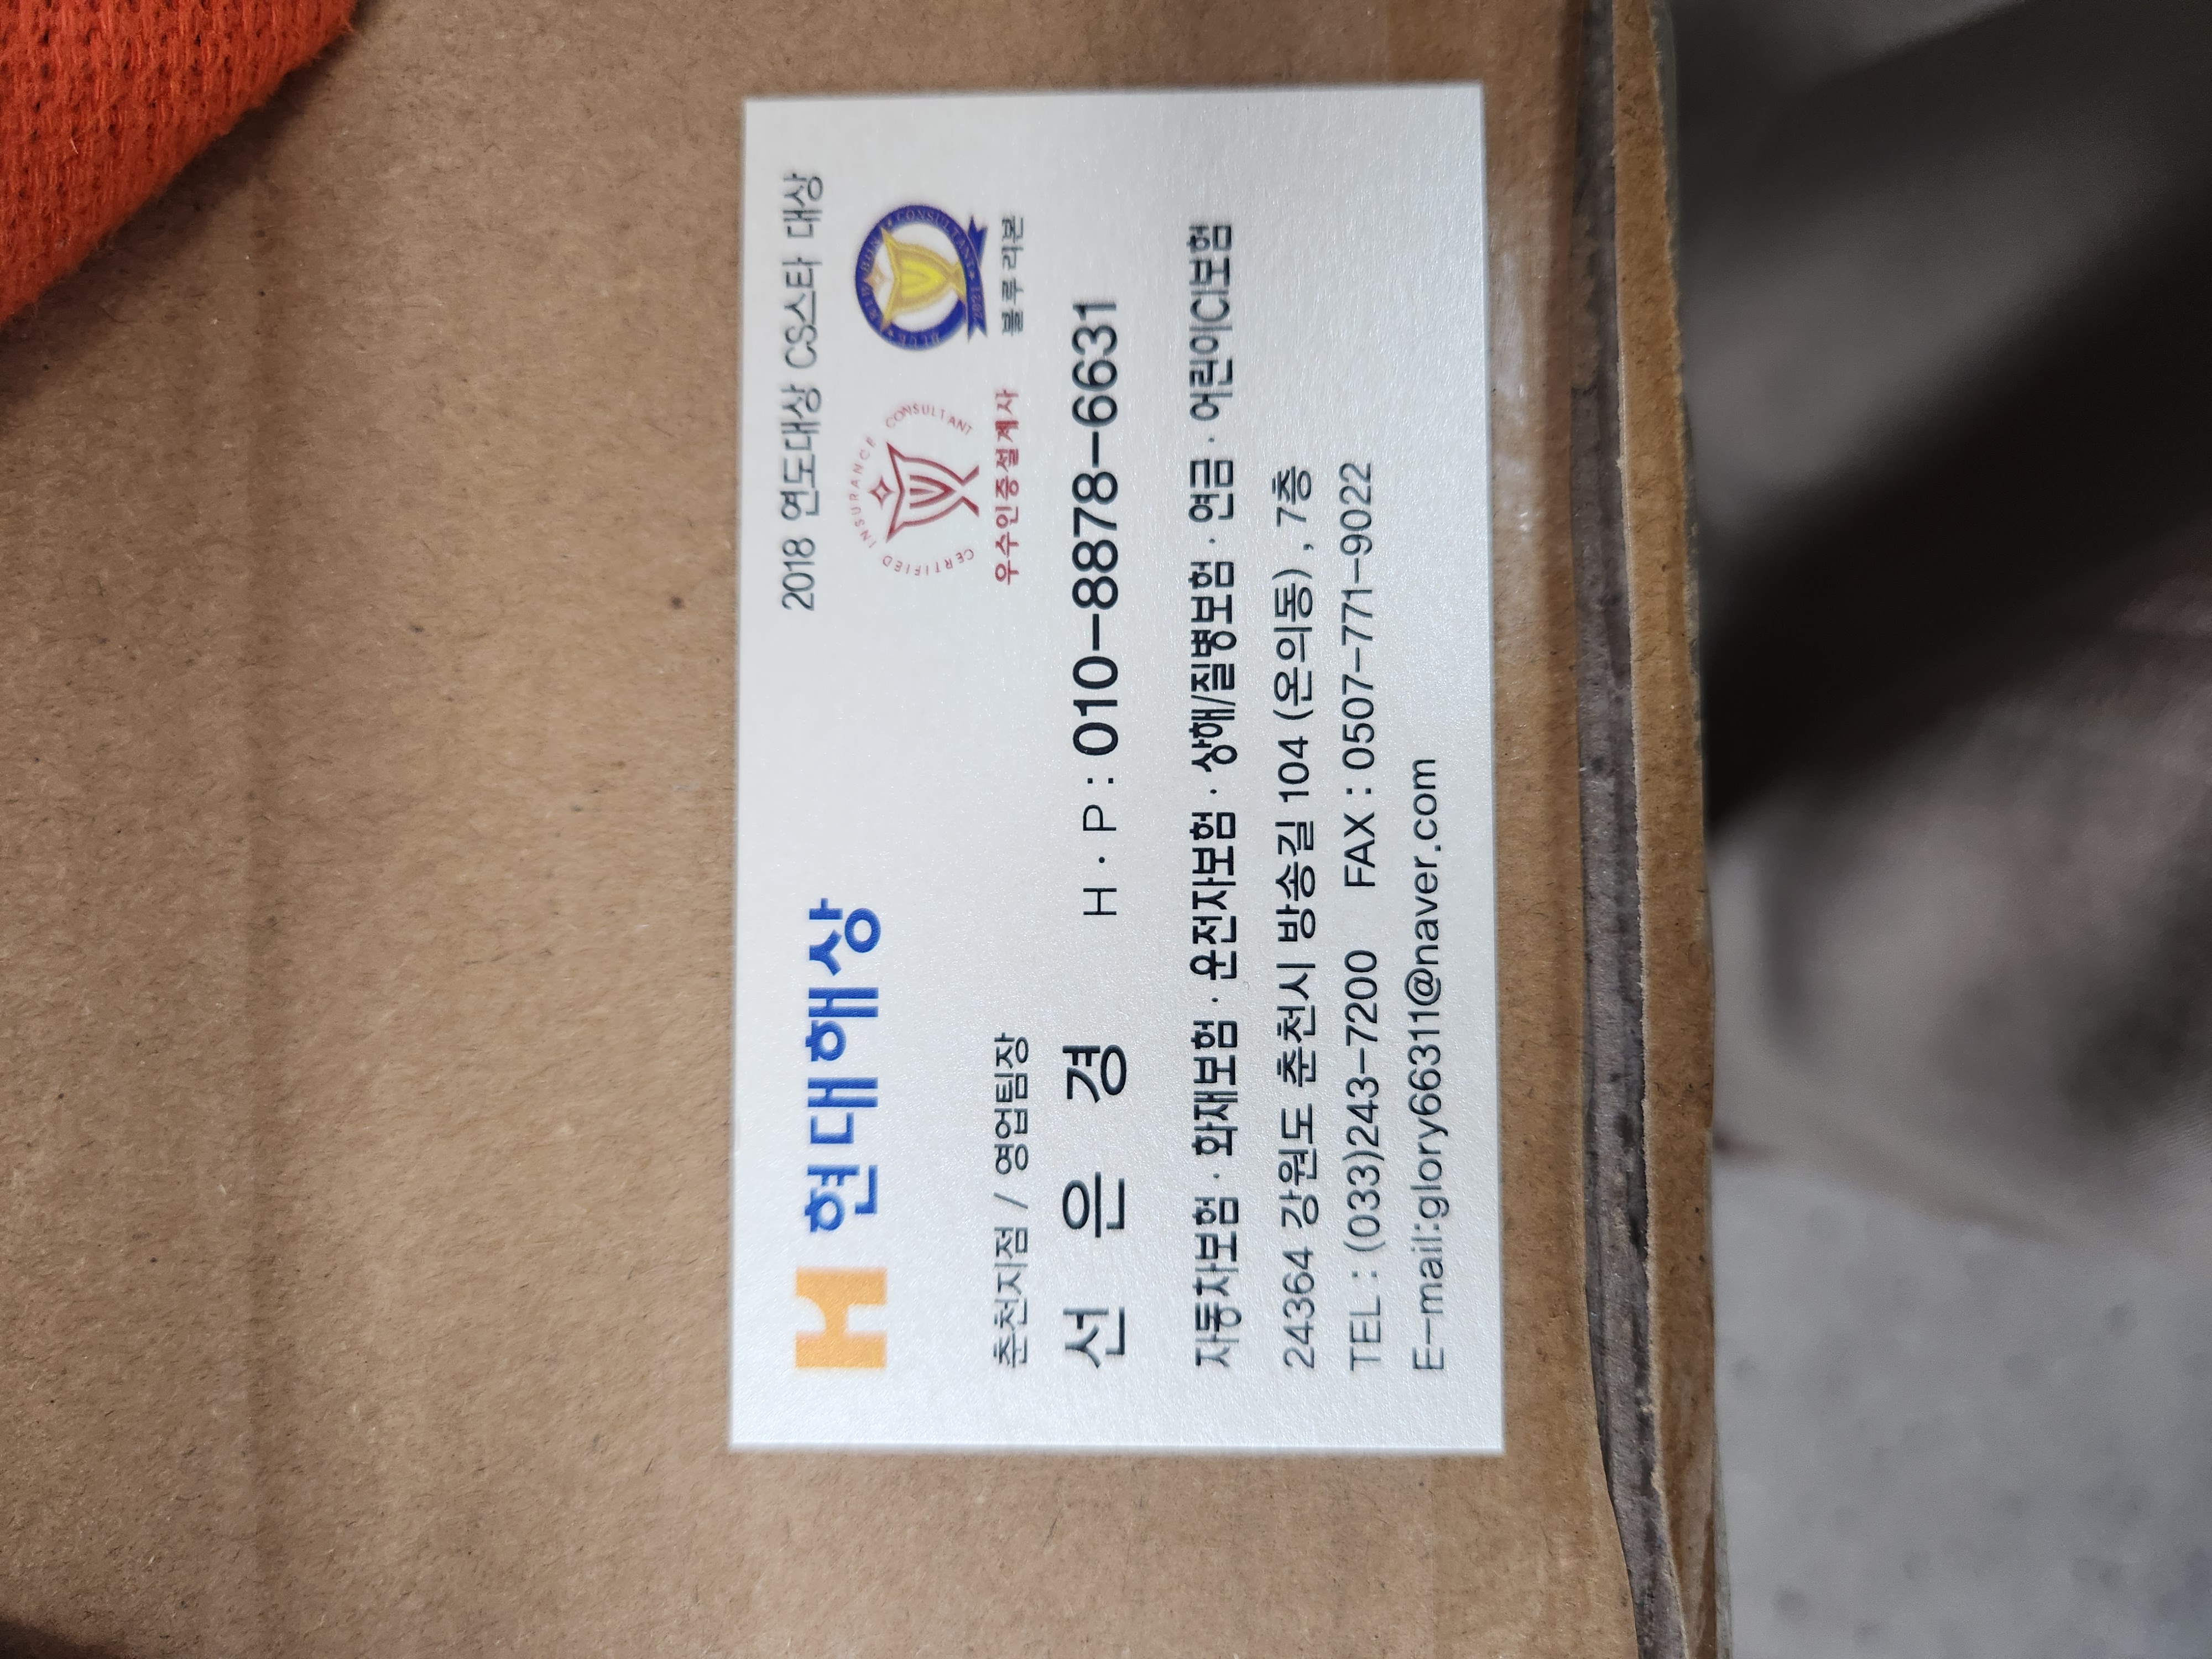 2018 연도대상 CS스타 대상
H 현대해상
CERTIFIED INSURANCE CONSULTANT
우수인증설계사
BLUE RIBBON CONSULTANT
2021
블루리본
춘천지점 / 영업팀장
선 은 경 H·P : 010-8878-6631
자동차보험 · 화재보험 · 운전자보험 · 상해/질병보험 · 연금 · 어린이CI보험
24364 강원도 춘천시 방송길 104 (온의동) , 7층
TEL : (033)243-7200 FAX : 0507-771-9022
E-mail:glory66311@naver.com